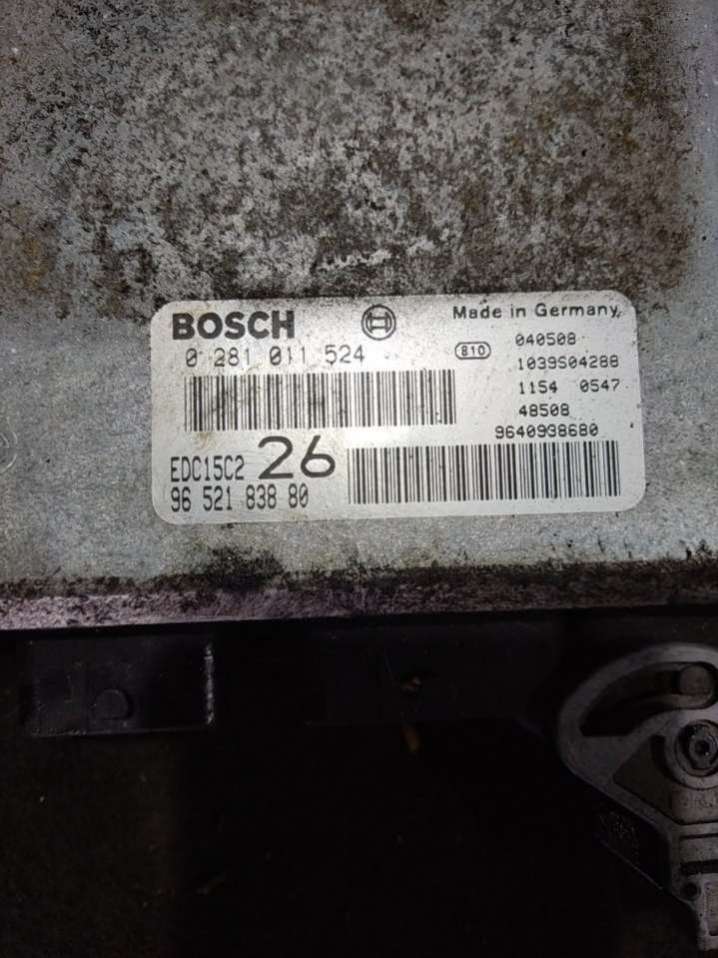 BOSCH
Made in Germany
0 281 011 524
810
040508
1039S04288
1154 0547
48508
9640938680
EDC15C2 26
96 521 838 80